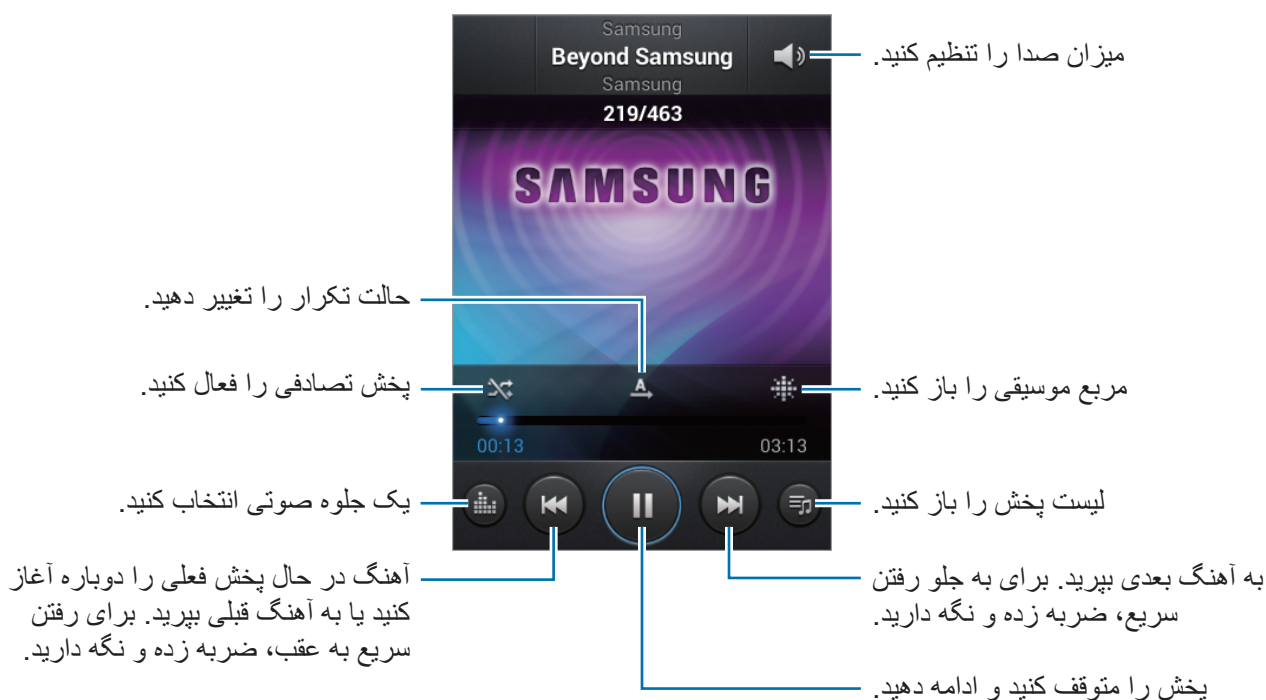 Samsung
Beyond Samsung
Samsung
219/463
SAMSUNG
میزان صدا را تنظیم کنید.
حالت تکرار را تغییر دهید.
پخش تصادفی را فعال کنید.
A
مربع موسیقی را باز کنید.
00:13
03:13
یک جلوه صوتی انتخاب کنید.
لیست پخش را باز کنید.
آهنگ در حال پخش فعلی را دوباره آغاز
کنید یا به آهنگ قبلی بپرید. برای رفتن
سریع به عقب، ضربه زده و نگه دارید.
به آهنگ بعدی بپرید. برای به جلو رفتن
سریع، ضربه زده و نگه دارید.
پخش را متوقف کنید و ادامه دهید.